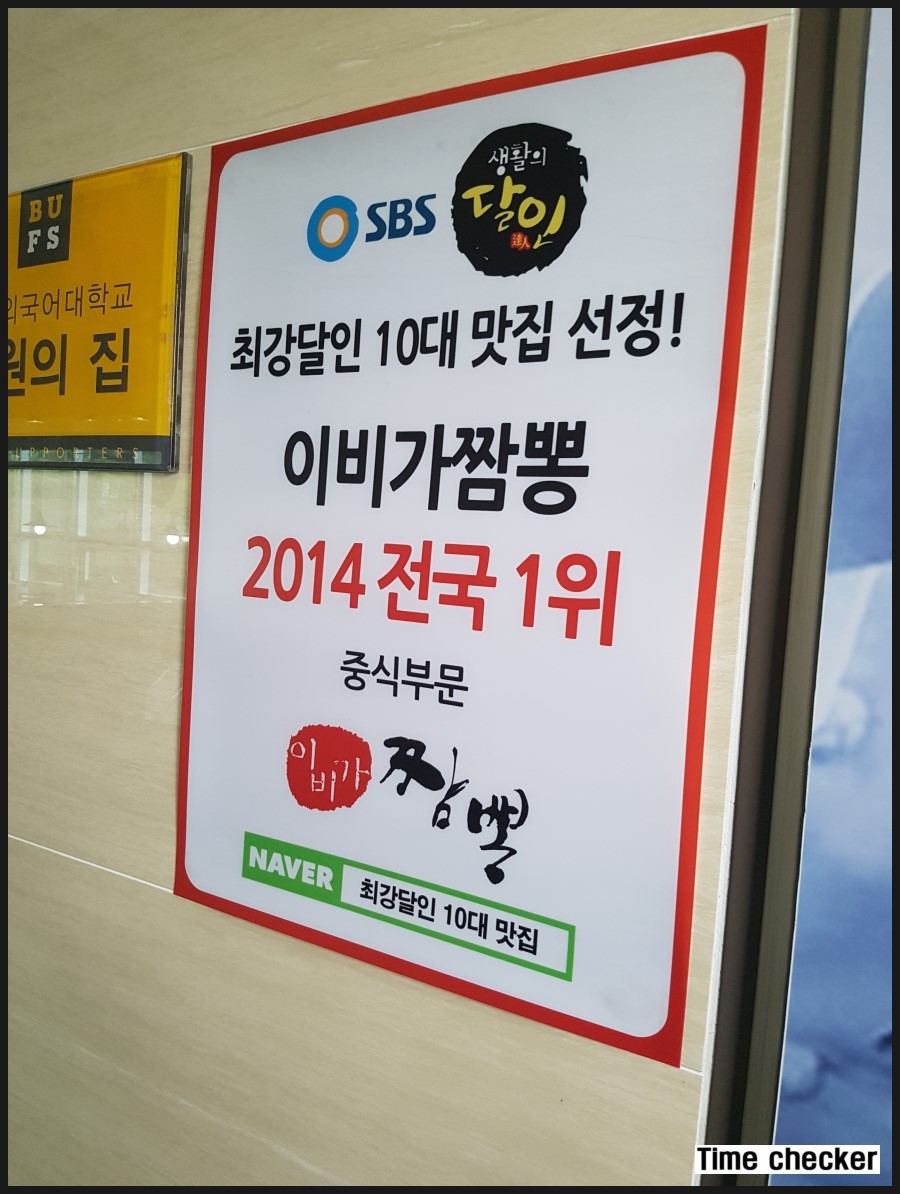 BU
FS
외국어대학교
원의 집
SUPPORTERS
SBS
생활의
달인
達人
최강달인 10대 맛집 선정!
이비가짬뽕
2014 전국 1위
중식부문
이비가 짬뽕
NAVER 최강달인 10대 맛집
Time checker